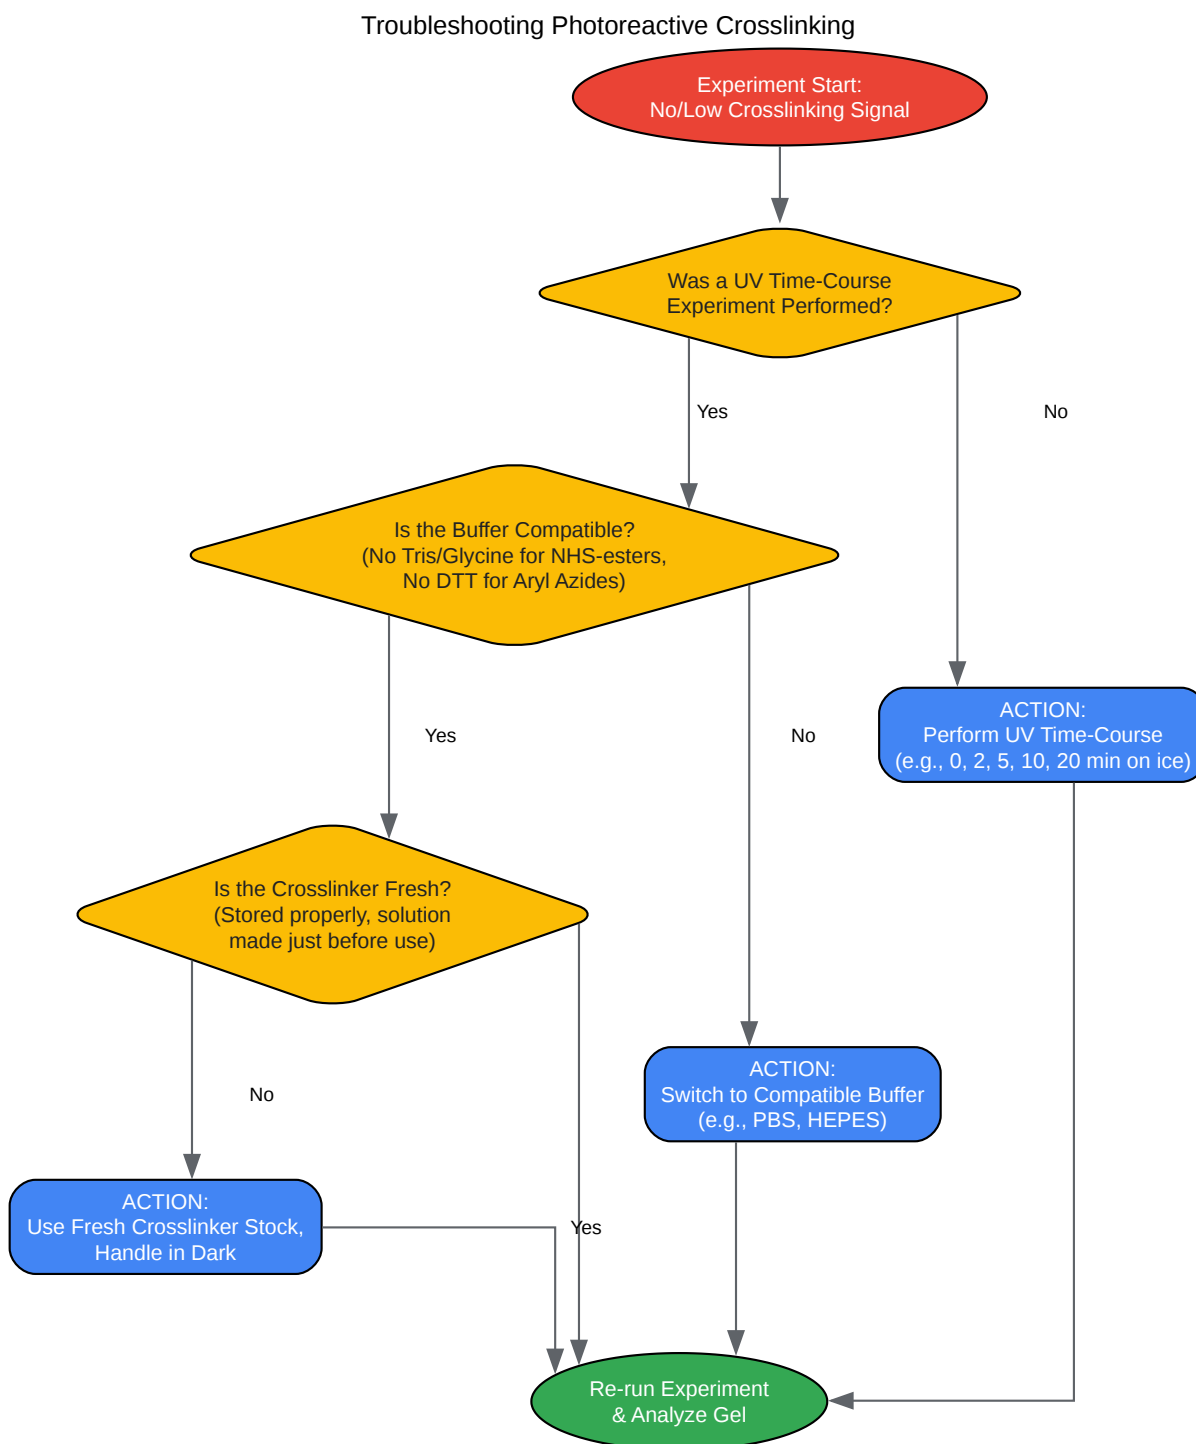 Troubleshooting Photoreactive Crosslinking
Experiment Start:
No/Low Crosslinking Signal
Was a UV Time-Course
Experiment Performed?
Yes
No
Is the Buffer Compatible?
(No Tris/Glycine for NHS-esters,
No DTT for Aryl Azides)
Yes
No
ACTION:
Perform UV Time-Course
(e.g., 0, 2, 5, 10, 20 min on ice)
Is the Crosslinker Fresh?
(Stored properly, solution
made just before use)
No
ACTION:
Switch to Compatible Buffer
(e.g., PBS, HEPES)
ACTION:
Use Fresh Crosslinker Stock,
Handle in Dark
Yes
Re-run Experiment
& Analyze Gel